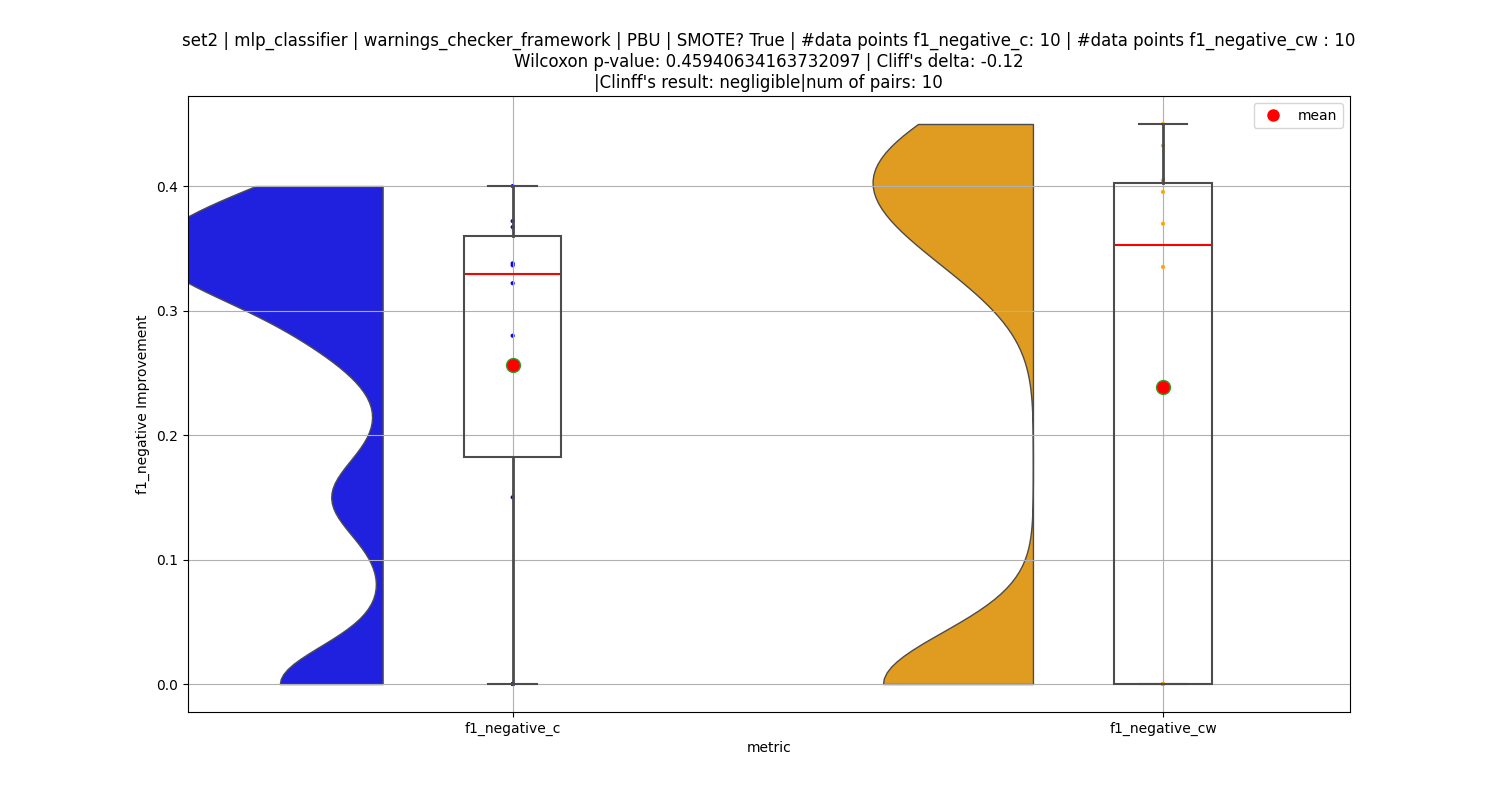 set2 | mlp_classifier | warnings_checker_framework | PBU | SMOTE? True | #data points f1_negative_c: 10 | #data points f1_negative_cw : 10
Wilcoxon p-value: 0.45940634163732097 | Cliff's delta: -0.12
|Clinff's result: negligible|num of pairs: 10
mean
0.4
0.3
0.2
0.1
0.0
f1_negative Improvement
f1_negative_c
f1_negative_cw
metric